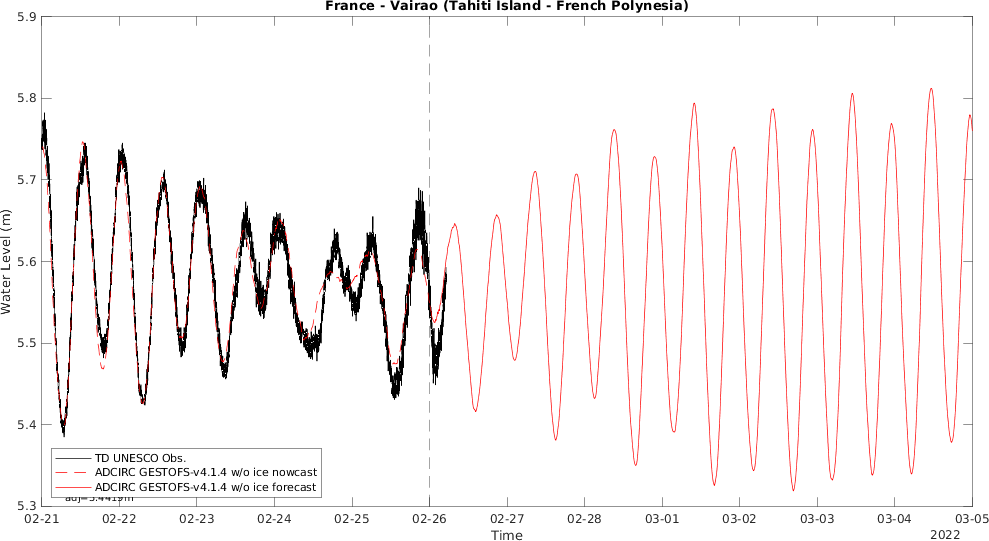 France - Vairao (Tahiti Island - French Polynesia)
5.9
5.8
5.7
5.6
5.5
5.4
5.3
Water Level (m)
TD UNESCO Obs.
ADCIRC GESTOFS-v4.1.4 w/o ice nowcast
ADCIRC GESTOFS-v4.1.4 w/o ice forecast
02-21 02-22 02-23 02-24 02-25 02-26 02-27 02-28 03-01 03-02 03-03 03-04 03-05
Time
2022